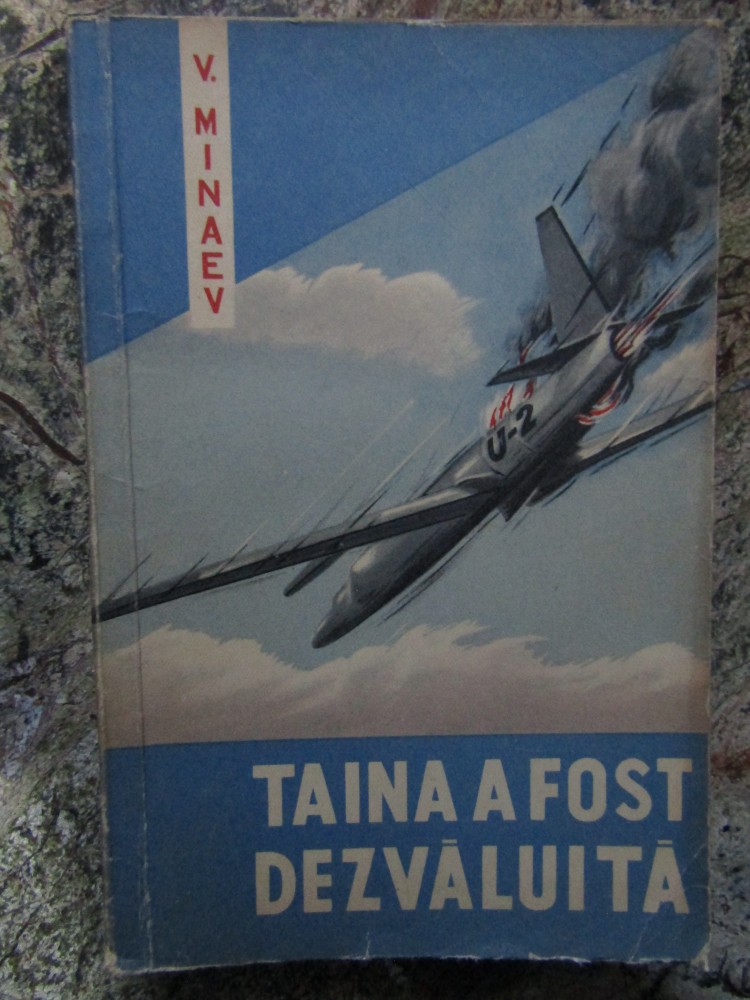 V. MINAEV
U-2
TAINA A FOST
DEZVĂLUITĂ